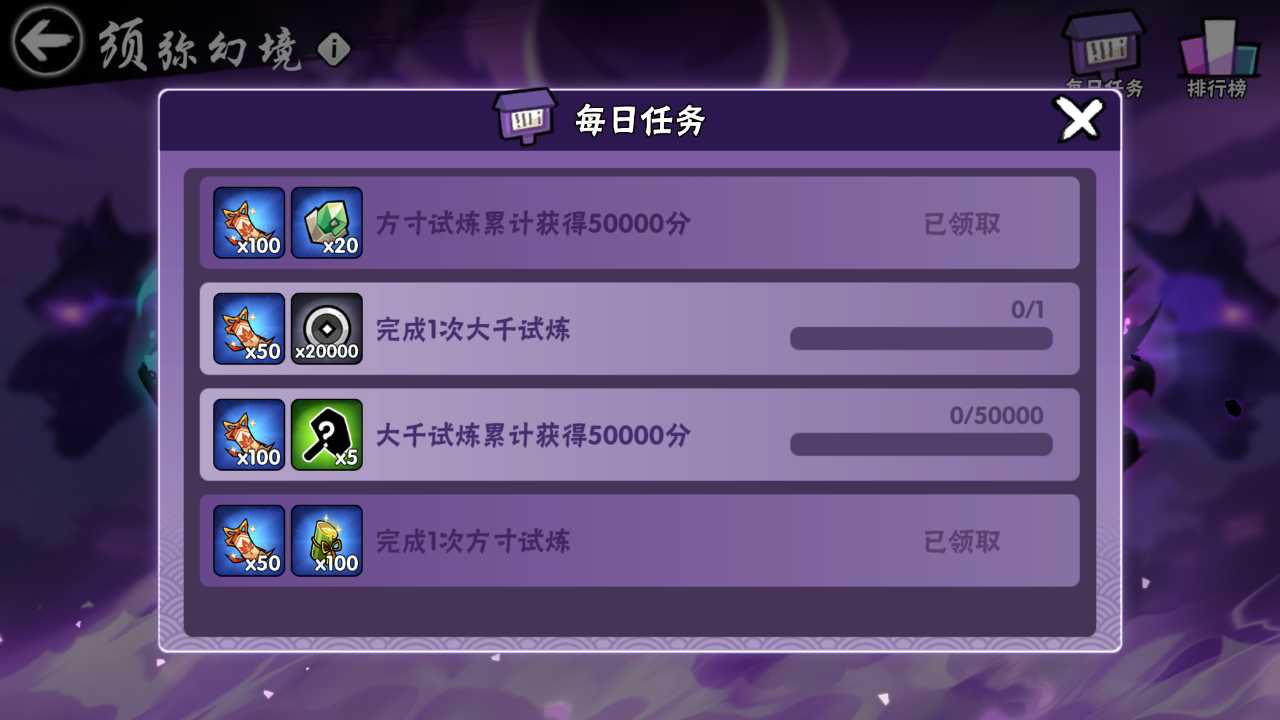 须弥幻境
每日任务
排行榜
每日任务
x100
x20
方寸试炼累计获得50000分
已领取
x50
x20000
完成1次大千试炼
0/1
x100
x5
大千试炼累计获得50000分
0/50000
x50
x100
完成1次方寸试炼
已领取